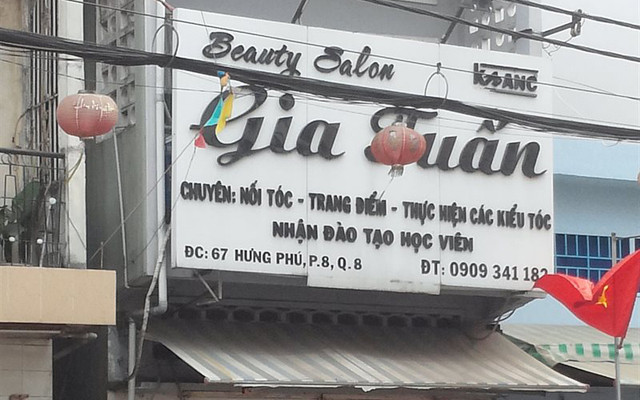 Beauty Salon
Gia Tuấn
CHUYÊN: NỐI TÓC - TRANG ĐIỂM - THỰC HIỆN CÁC KIỂU TÓC
NHẬN ĐÀO TẠO HỌC VIÊN
ĐC: 67 HƯNG PHÚ, P.8, Q.8
ĐT: 0909 341 182